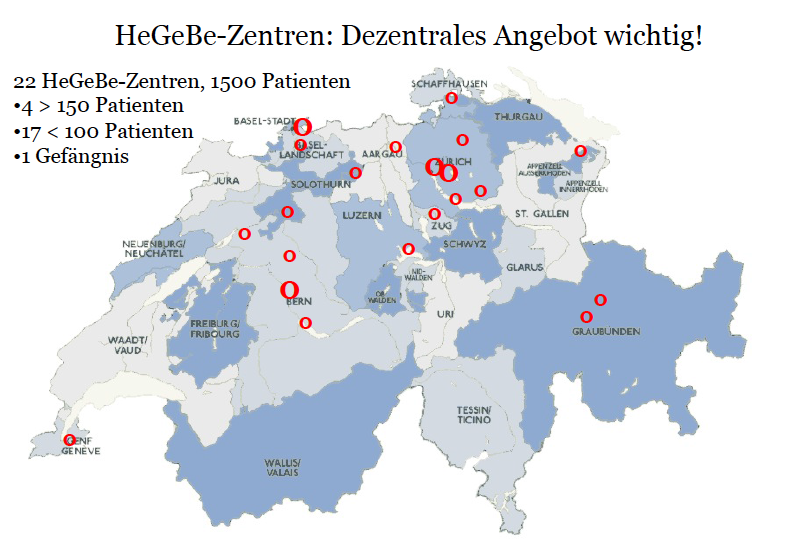 HeGeBe-Zentren: Dezentrales Angebot wichtig!
22 HeGeBe-Zentren, 1500 Patienten
•4 > 150 Patienten
•17 < 100 Patienten
•1 Gefängnis
SCHAFFHAUSEN
BASEL-STADT
THURGAU
BASEL-
LANDSCHAFT
AARGAU
ZÜRICH
APPENZELL
AUSSERRHODEN
JURA
SOLOTHURN
APPENZELL
INNERRHODEN
LUZERN
ST. GALLEN
ZUG
NEUENBURG/
NEUCHÂTEL
SCHWYZ
NID-
WALDEN
GLARUS
OB-
WALDEN
BERN
URI
FREIBURG/
FRIBOURG
GRAUBÜNDEN
WAADT/
VAUD
TESSIN/
TICINO
GENF
GENÈVE
WALLIS/
VALAIS